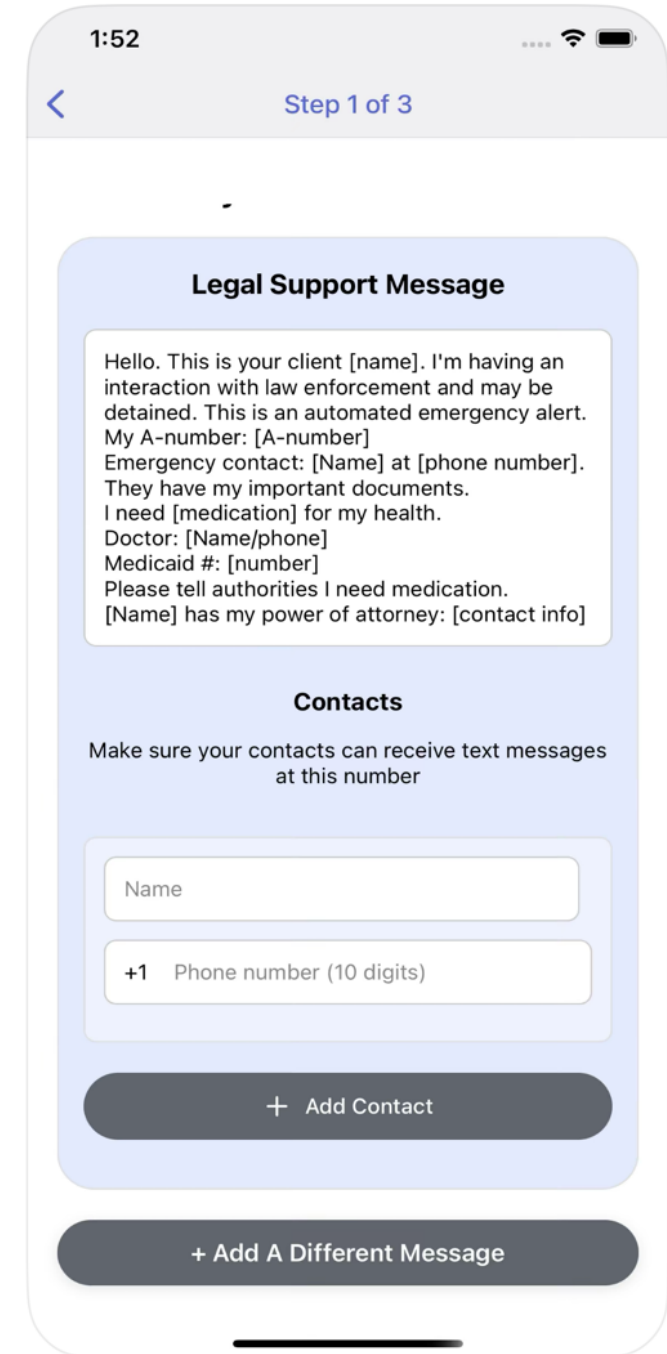 1:52
Step 1 of 3
Legal Support Message
Hello. This is your client [name]. I'm having an
interaction with law enforcement and may be
detained. This is an automated emergency alert.
My A-number: [A-number]
Emergency contact: [Name] at [phone number].
They have my important documents.
I need [medication] for my health.
Doctor: [Name/phone]
Medicaid #: [number]
Please tell authorities I need medication.
[Name] has my power of attorney: [contact info]
Contacts
Make sure your contacts can receive text messages
at this number
Name
+1 Phone number (10 digits)
+ Add Contact
+ Add A Different Message